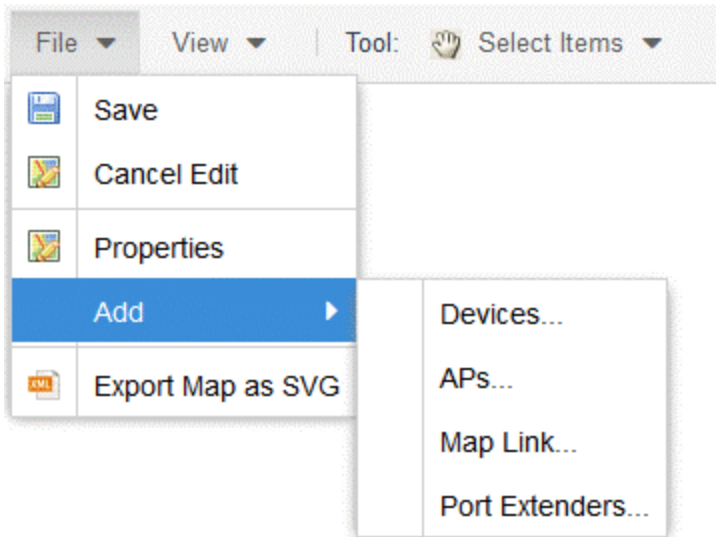 File View Tool: Select Items
Save
Cancel Edit
Properties
Add
Devices...
APs...
Export Map as SVG
XML
Map Link...
Port Extenders...